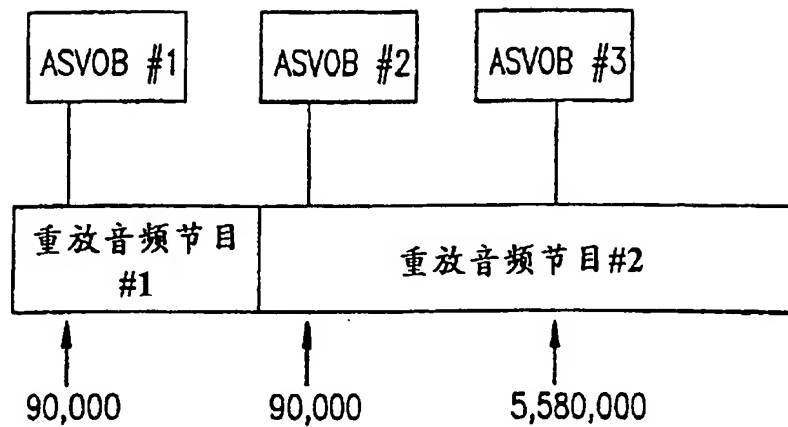 ASVOB #1
ASVOB #2
ASVOB #3
重放音频节目
#1
重放音频节目#2
90,000
90,000
5,580,000